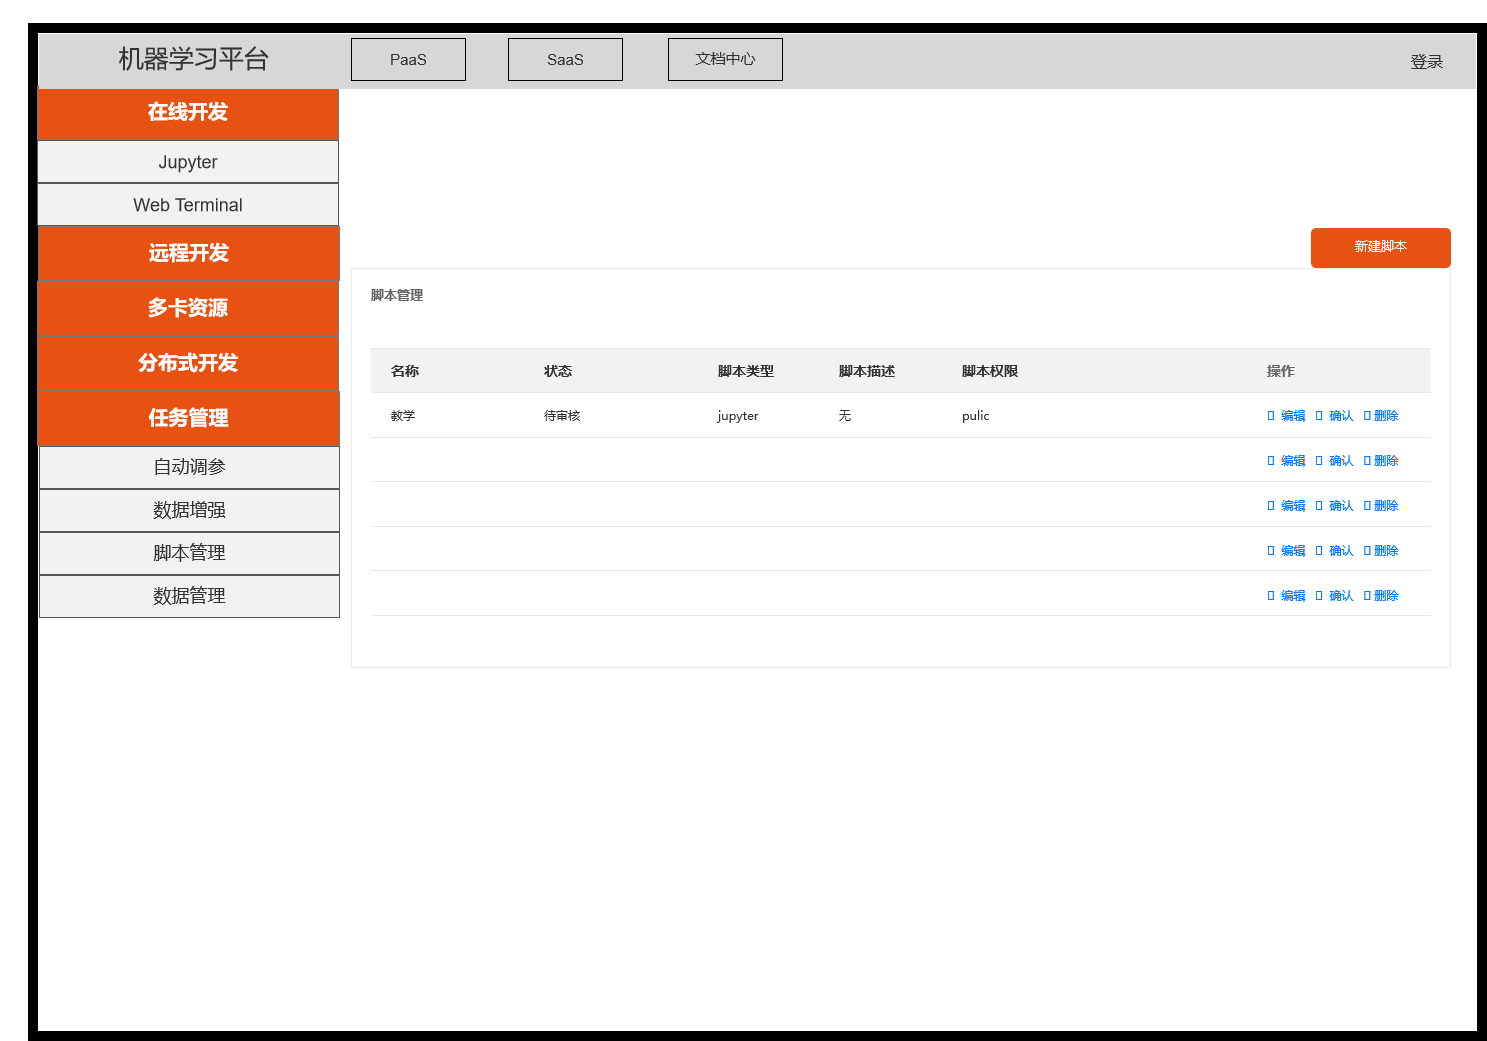 机器学习平台 PaaS SaaS 文档中心 登录
在线开发
Jupyter
Web Terminal
远程开发
多卡资源
分布式开发
任务管理
自动调参
数据增强
脚本管理
数据管理
新建脚本
脚本管理
名称 状态 脚本类型 脚本描述 脚本权限 操作
教学 待审核 jupyter 无 pulic 编辑 确认 删除
编辑 确认 删除
编辑 确认 删除
编辑 确认 删除
编辑 确认 删除